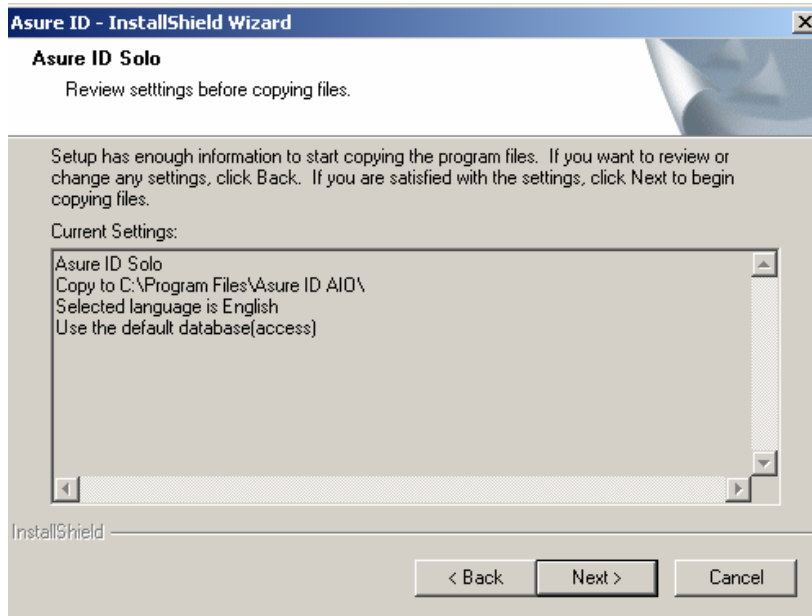 Asure ID - InstallShield Wizard
Asure ID Solo
Review setttings before copying files.
Setup has enough information to start copying the program files.  If you want to review or
change any settings, click Back.  If you are satisfied with the settings, click Next to begin
copying files.
Current Settings:
Asure ID Solo
Copy to C:\Program Files\Asure ID AIO\
Selected language is English
Use the default database(access)
InstallShield
< Back
Next >
Cancel